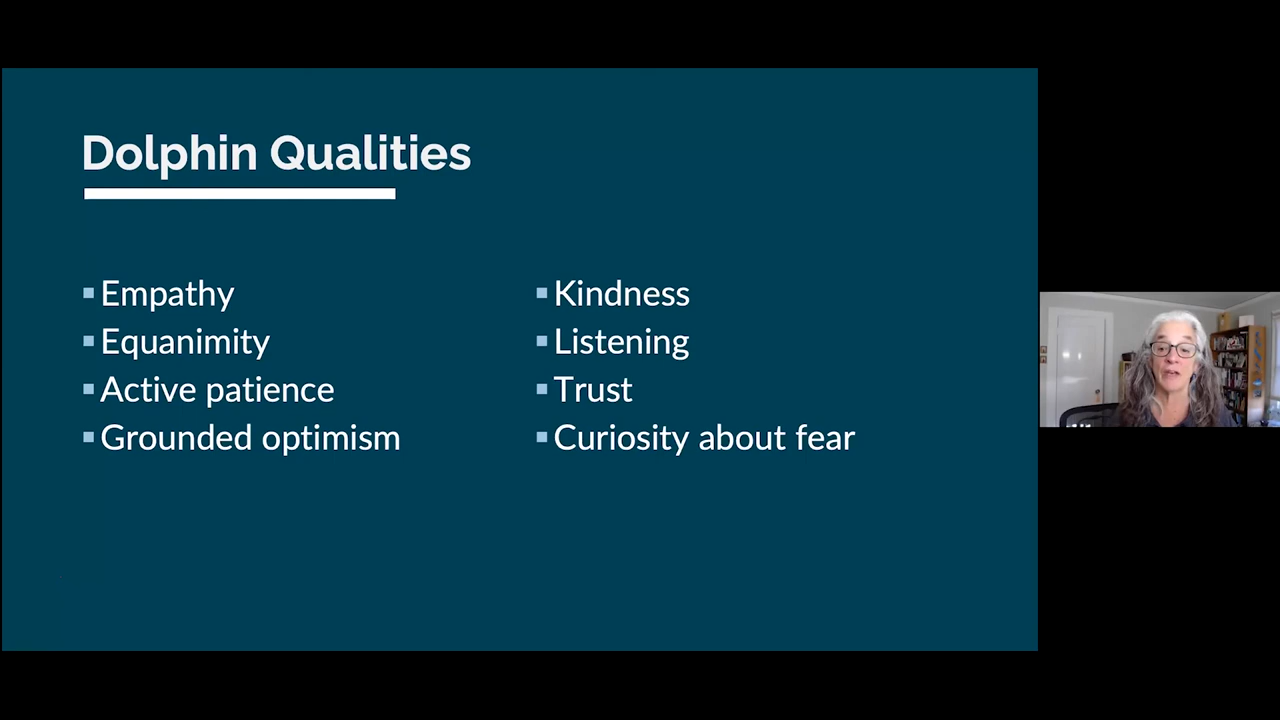 Dolphin Qualities
Empathy
Equanimity
Active patience
Grounded optimism
Kindness
Listening
Trust
Curiosity about fear